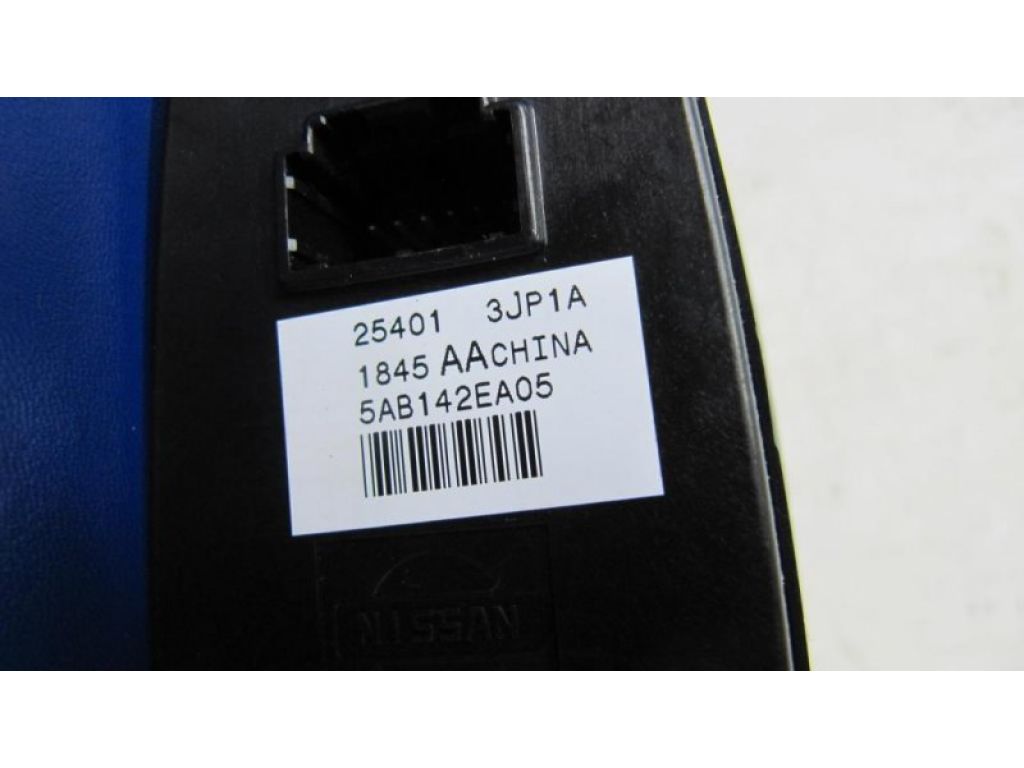 25401 3JP1A
1845 AACHINA
5AB142EA05
NISSAN